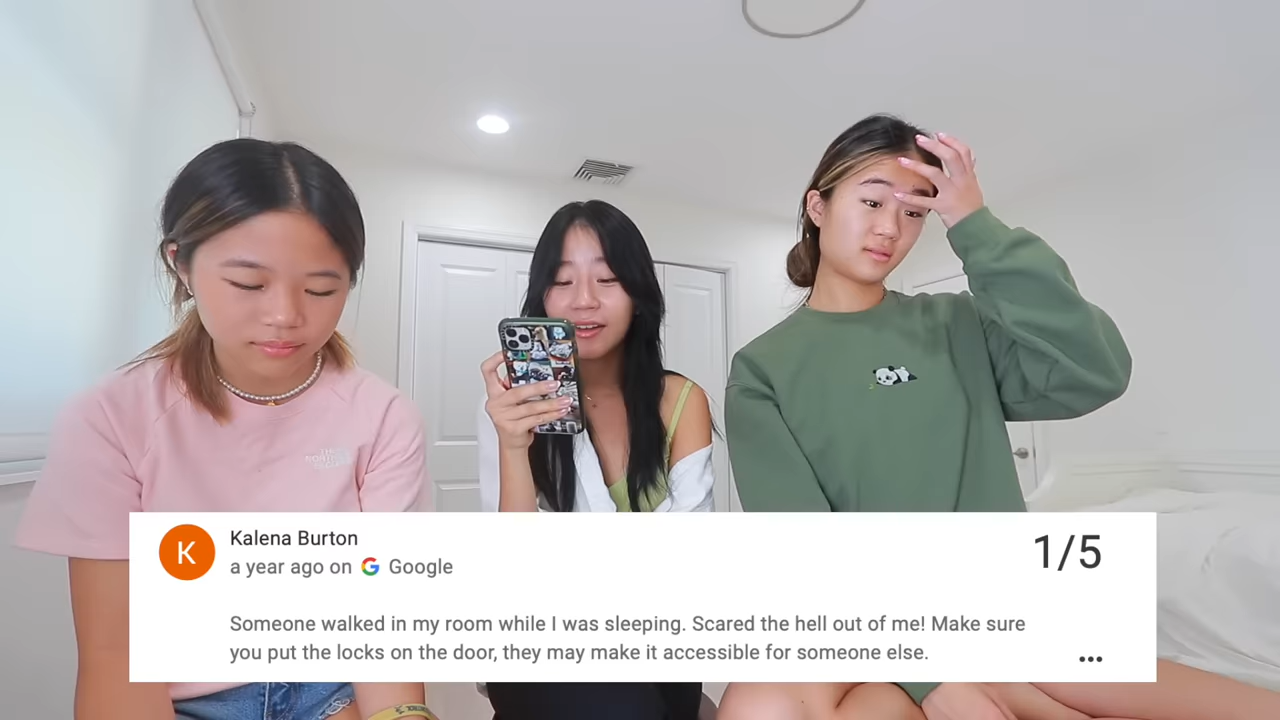 K
Kalena Burton
1/5
a year ago on Google
Someone walked in my room while I was sleeping. Scared the hell out of me! Make sure
you put the locks on the door, they may make it accessible for someone else.